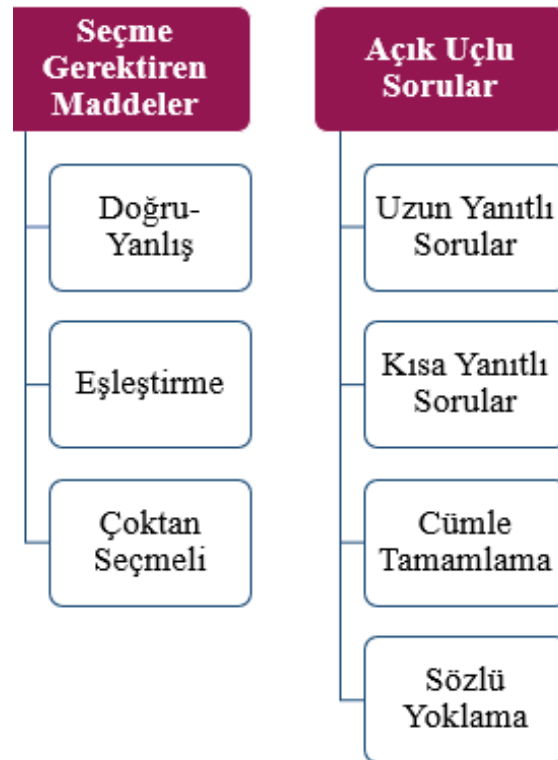 Seçme
Gerektiren
Maddeler
Doğru-
Yanlış
Eşleştirme
Çoktan
Seçmeli
Açık Uçlu
Sorular
Uzun Yanıtlı
Sorular
Kısa Yanıtlı
Sorular
Cümle
Tamamlama
Sözlü
Yoklama